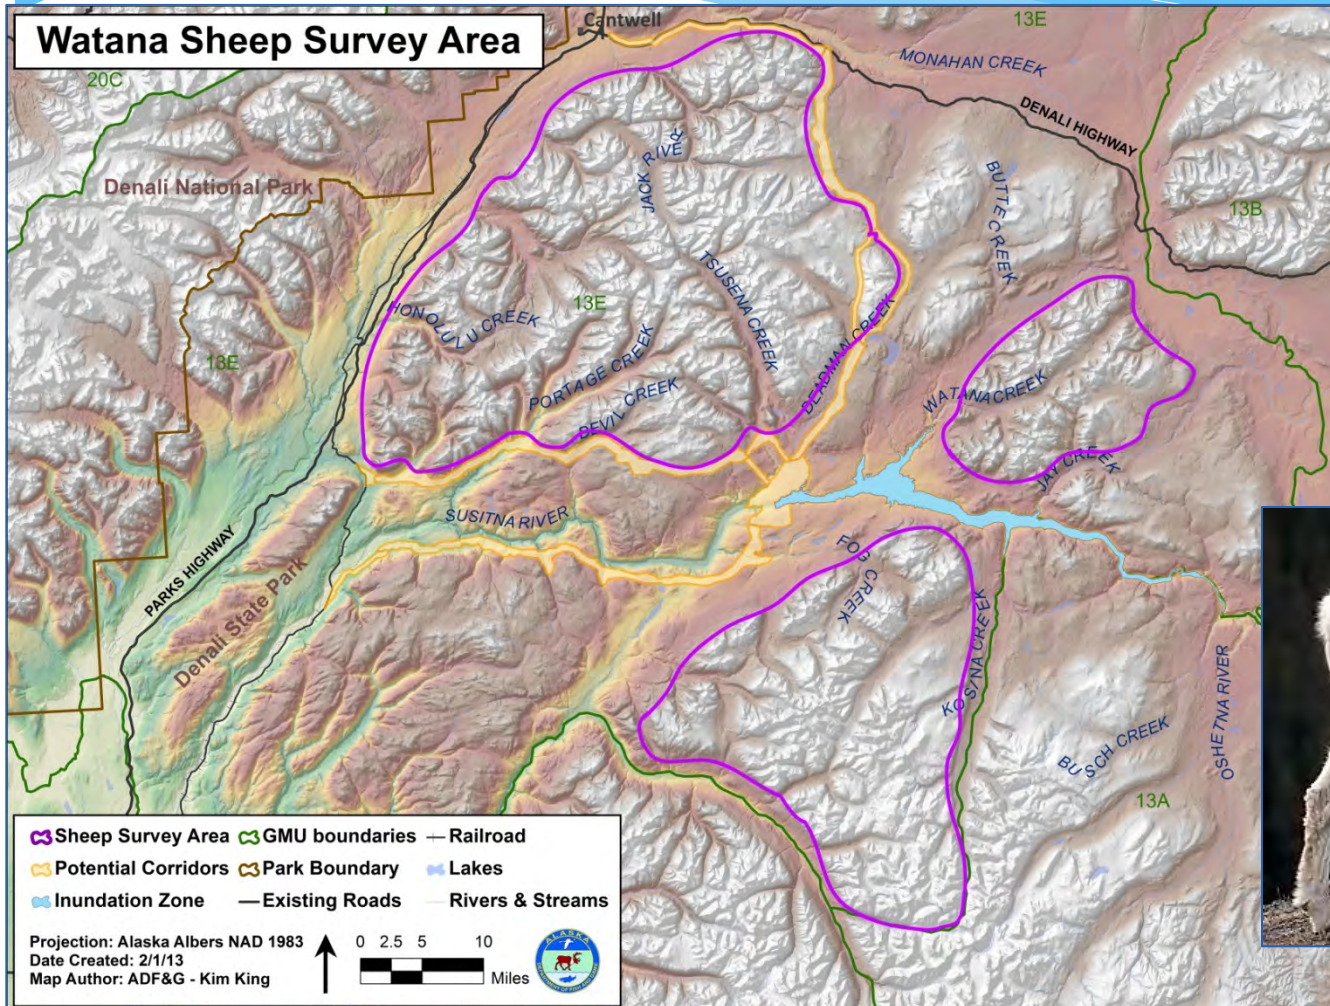 Watana Sheep Survey Area
Cantwell
13E
20C
MONAHAN CREEK
DENALI HIGHWAY
JACK RIVER
Denali National Park
BUTTE CREEK
13B
TSUSENA CREEK
HONOLULU CREEK
13E
13E
PORTAGE CREEK
DEADMAN CREEK
DEVIL CREEK
WATANA CREEK
JAY CREEK
SUSITNA RIVER
PARKS HIGHWAY
FOG CREEK
Denali State Park
KOSINA CREEK
OSHETNA RIVER
BUSCH CREEK
13A
Sheep Survey Area GMU boundaries Railroad
Potential Corridors Park Boundary Lakes
Inundation Zone Existing Roads Rivers & Streams
Projection: Alaska Albers NAD 1983
Date Created: 2/1/13
Map Author: ADF&G - Kim King
0 2.5 5 10
Miles
ALASKA